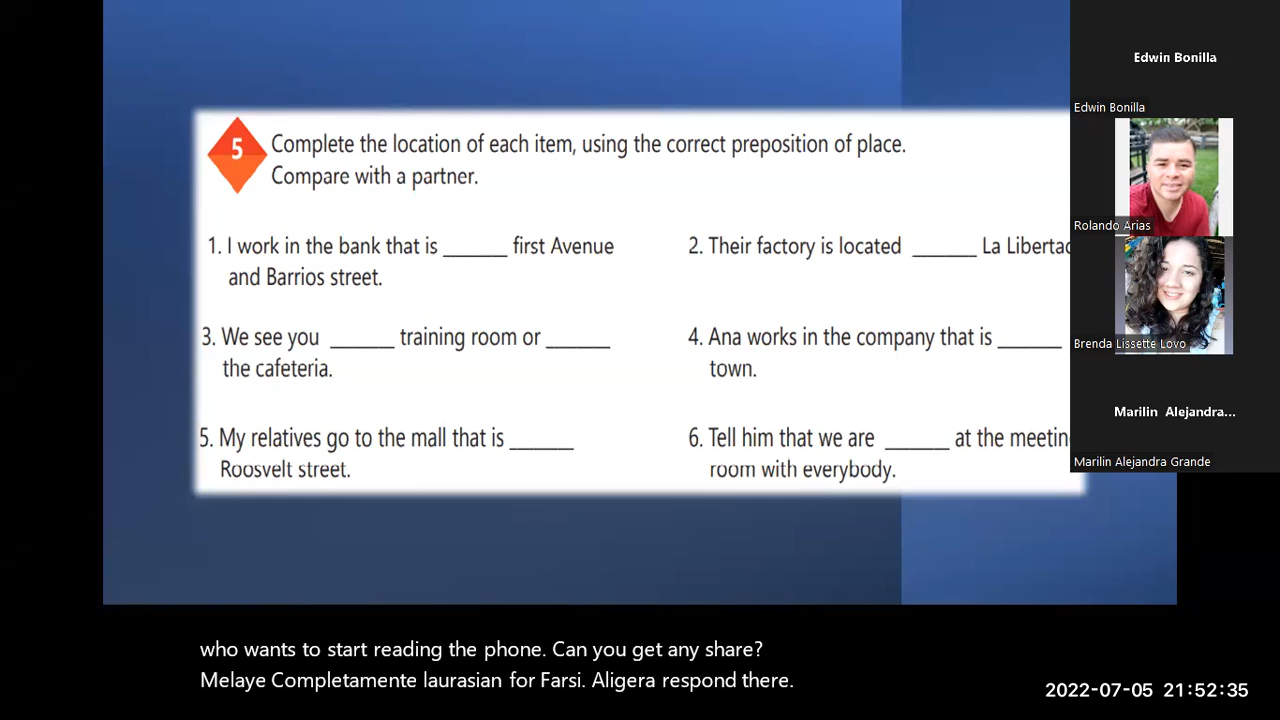 5
Complete the location of each item, using the correct preposition of place.
Compare with a partner.
1. I work in the bank that is ______ first Avenue
and Barrios street.
2. Their factory is located ______ La Libertad
3. We see you ______ training room or ______
the cafeteria.
4. Ana works in the company that is ______
town.
5. My relatives go to the mall that is ______
Roosvelt street.
6. Tell him that we are ______ at the meetin
room with everybody.
Edwin Bonilla
Edwin Bonilla
Rolando Arias
Brenda Lissette Lovo
Marilin Alejandra...
Marilin Alejandra Grande
who wants to start reading the phone. Can you get any share?
Melaye Completamente laurasian for Farsi. Aligera respond there.
2022-07-05 21:52:35